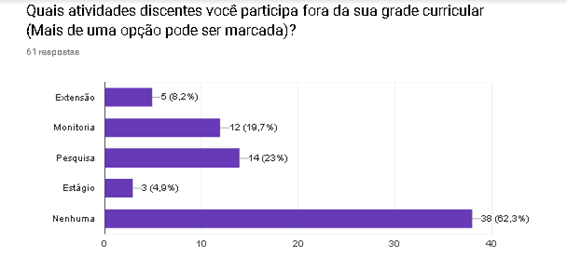 Quais atividades discentes você participa fora da sua grade curricular
(Mais de uma opção pode ser marcada)?
61 respostas
Extensão 5 (8,2%)
Monitoria 12 (19,7%)
Pesquisa 14 (23%)
Estágio 3 (4,9%)
Nenhuma 38 (62,3%)
0 10 20 30 40